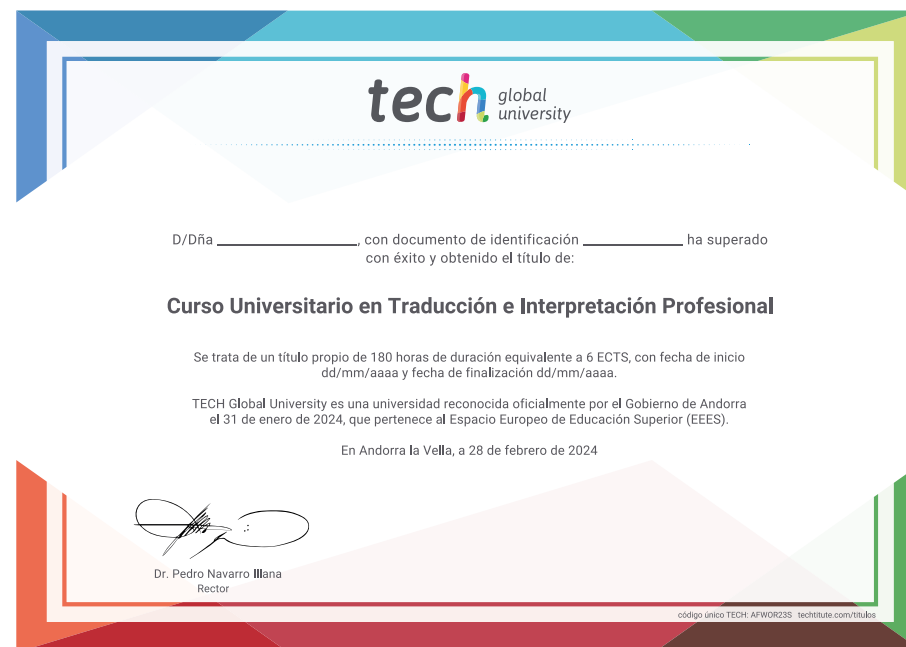 tech global university
D/Dña ______________, con documento de identificación __________ ha superado
con éxito y obtenido el título de:
Curso Universitario en Traducción e Interpretación Profesional
Se trata de un título propio de 180 horas de duración equivalente a 6 ECTS, con fecha de inicio
dd/mm/aaaa y fecha de finalización dd/mm/aaaa.
TECH Global University es una universidad reconocida oficialmente por el Gobierno de Andorra
el 31 de enero de 2024, que pertenece al Espacio Europeo de Educación Superior (EEES).
En Andorra la Vella, a 28 de febrero de 2024
Dr. Pedro Navarro Illana
Rector
código único TECH: AFWOR23S techtitute.com/titulos